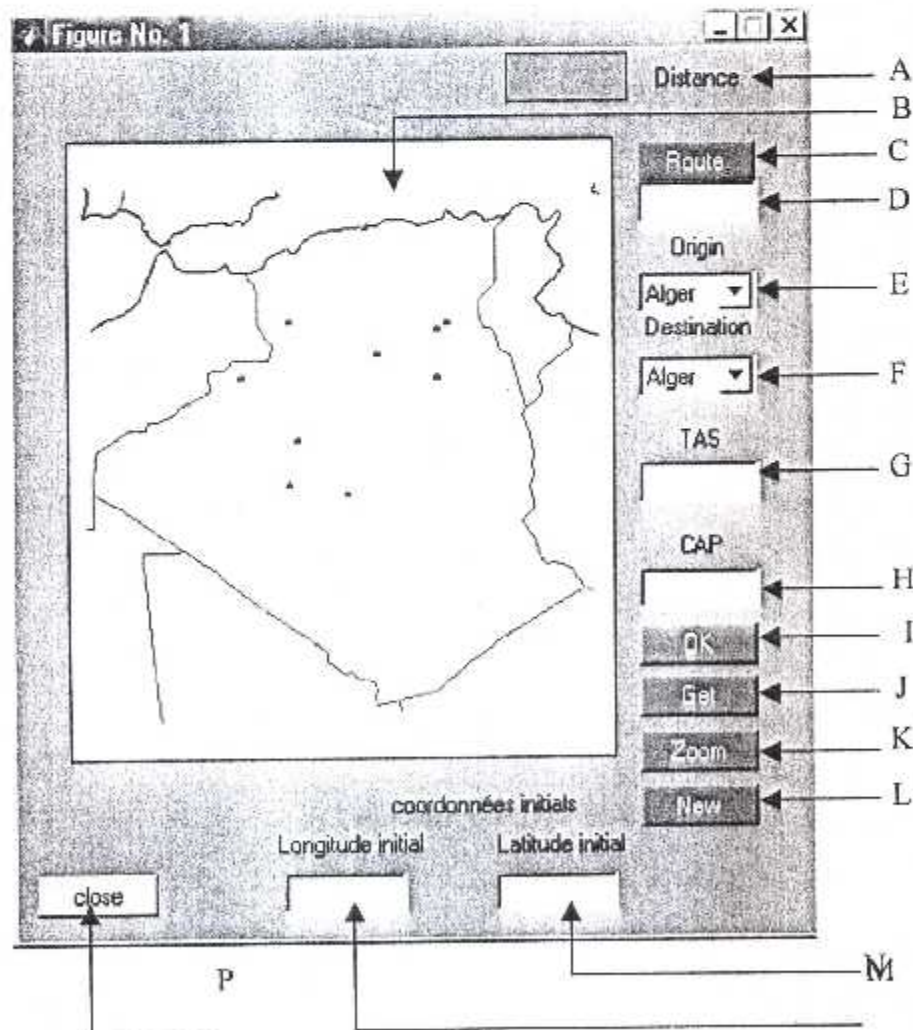 Figure No. 1
Distance
A
B
Route
C
D
Origin
Alger
E
Destination
Alger
F
TAS
G
CAP
H
OK
I
Get
J
Zoom
K
New
L
coordonnées initials
Longitude initial
Latitude initial
close
P